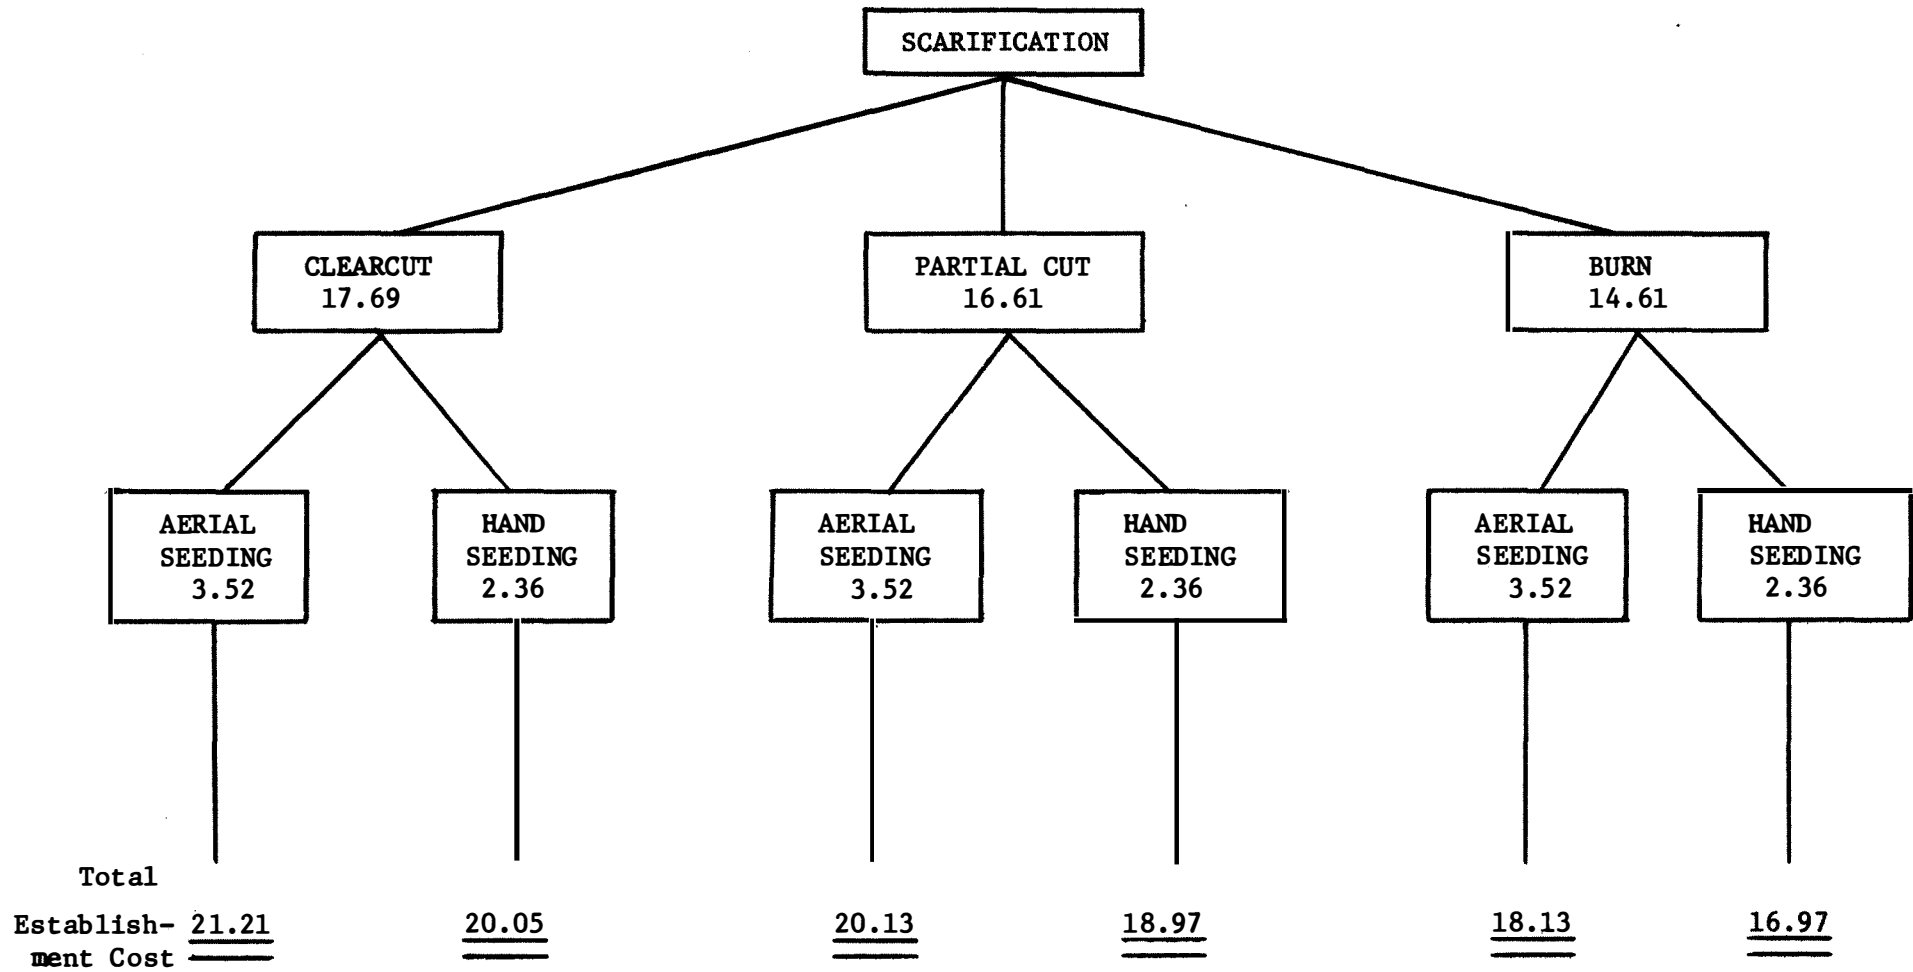 SCARIFICATION
CLEARCUT
17.69
PARTIAL CUT
16.61
BURN
14.61
AERIAL
SEEDING
3.52
HAND
SEEDING
2.36
AERIAL
SEEDING
3.52
HAND
SEEDING
2.36
AERIAL
SEEDING
3.52
HAND
SEEDING
2.36
Total
Establish- 21.21 20.05 20.13 18.97 18.13 16.97
ment Cost